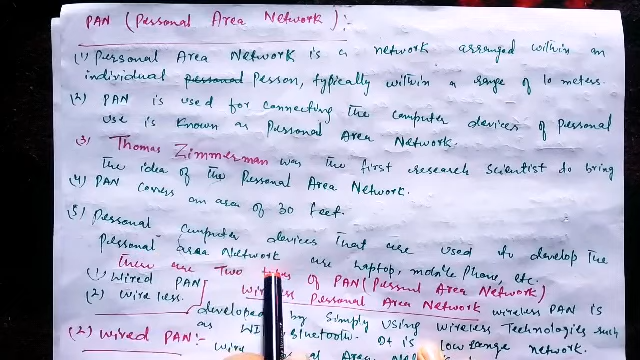 PAN (Personal Area Network):-
(1) Personal Area Network is a network arranged within an
individual personal Person, typically within a range of 10 meters.
(2) PAN is used for connecting the computer devices of personal
use is known as Personal Area Network.
(3) Thomas Zimmerman was the first research scientist to bring
the idea of the Personal Area Network.
(4) PAN covers an area of 30 feet.
(5) Personal computer devices that are used to develop the
personal area Network are laptop, mobile phone, etc.
There are Two types of PAN (Personal Area Network)
(1) Wired PAN
(2) Wireless.
Wireless Personal Area Network wireless PAN is
developed by simply using wireless Technologies such
as WI Bluetooth. It is low range network.
(2) Wired PAN:-
Wire Area